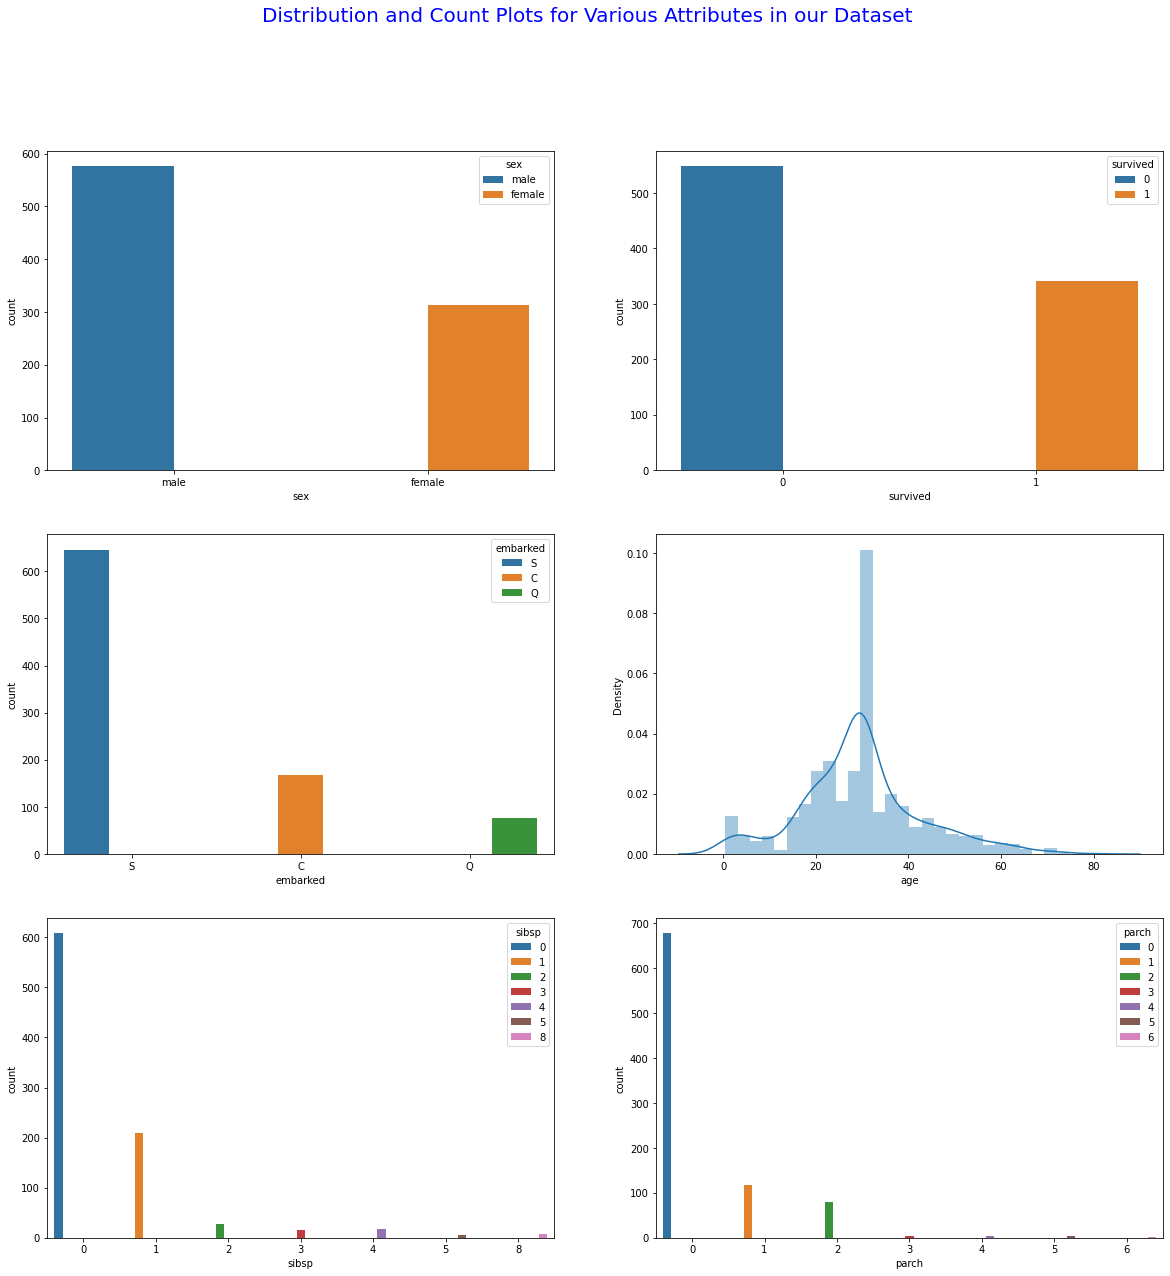 Distribution and Count Plots for Various Attributes in our Dataset
600
500
400
300
200
100
0
count
male
female
sex
sex
male
female
500
400
300
200
100
0
count
0
1
survived
survived
0
1
600
500
400
300
200
100
0
count
S
C
Q
embarked
embarked
S
C
Q
0.10
0.08
0.06
0.04
0.02
0.00
Density
0
20
40
60
80
age
600
500
400
300
200
100
0
count
0
1
2
3
4
5
8
sibsp
sibsp
0
1
2
3
4
5
8
700
600
500
400
300
200
100
0
count
0
1
2
3
4
5
6
parch
parch
0
1
2
3
4
5
6